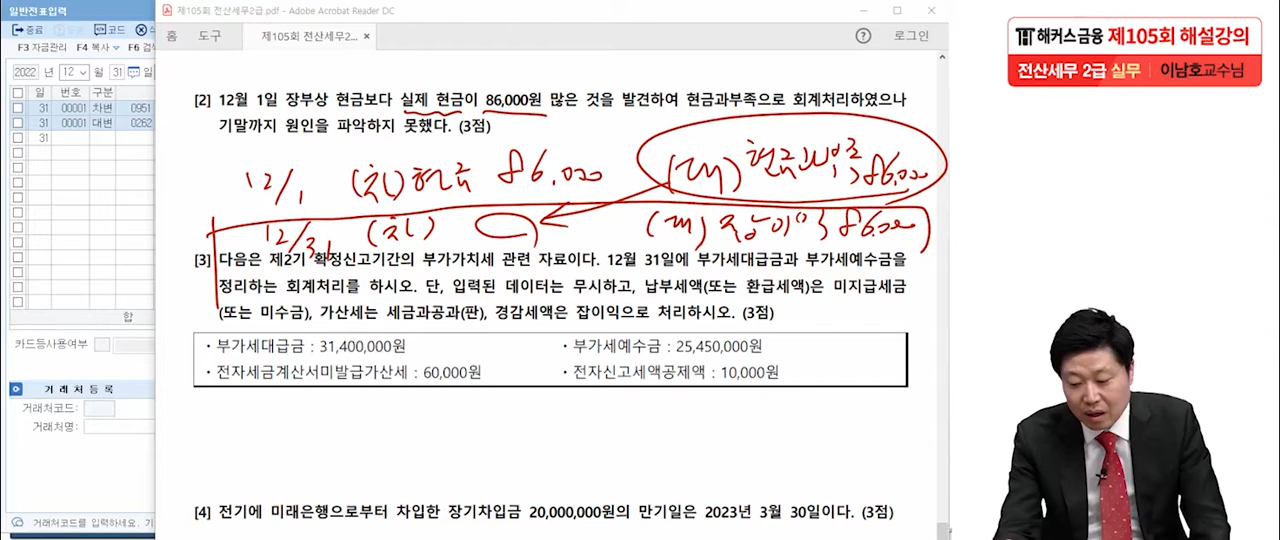 일반전표입력
제105회 전산세무2급.pdf - Adobe Acrobat Reader DC
종료 코드
F3 자금관리 F4 복사 F6 검색
홈 도구 제105회 전산세무2... × 로그인
2022 년 12 월 31 일
일 번호 구분
31 00001 차변 0951
31 00001 대변 0262
31
합
카드등사용여부
거 래 처 등 록
거래처코드:
거래처명:
거래처코드를 입력하세요.
[2] 12월 1일 장부상 현금보다 실제 현금이 86,000원 많은 것을 발견하여 현금과부족으로 회계처리하였으나
기말까지 원인을 파악하지 못했다. (3점)
12/1 (차) 현금 86,000 (대) 현금과부족 86,000
12/31 (차) (대) 잡이익 86,000
[3] 다음은 제2기 확정신고기간의 부가가치세 관련 자료이다. 12월 31일에 부가세대급금과 부가세예수금을
정리하는 회계처리를 하시오. 단, 입력된 데이터는 무시하고, 납부세액(또는 환급세액)은 미지급세금
(또는 미수금), 가산세는 세금과공과(판), 경감세액은 잡이익으로 처리하시오. (3점)
· 부가세대급금 : 31,400,000원 · 부가세예수금 : 25,450,000원
· 전자세금계산서미발급가산세 : 60,000원 · 전자신고세액공제액 : 10,000원
[4] 전기에 미래은행으로부터 차입한 장기차입금 20,000,000원의 만기일은 2023년 3월 30일이다. (3점)
해커스금융 제105회 해설강의
전산세무 2급 실무 이남호교수님